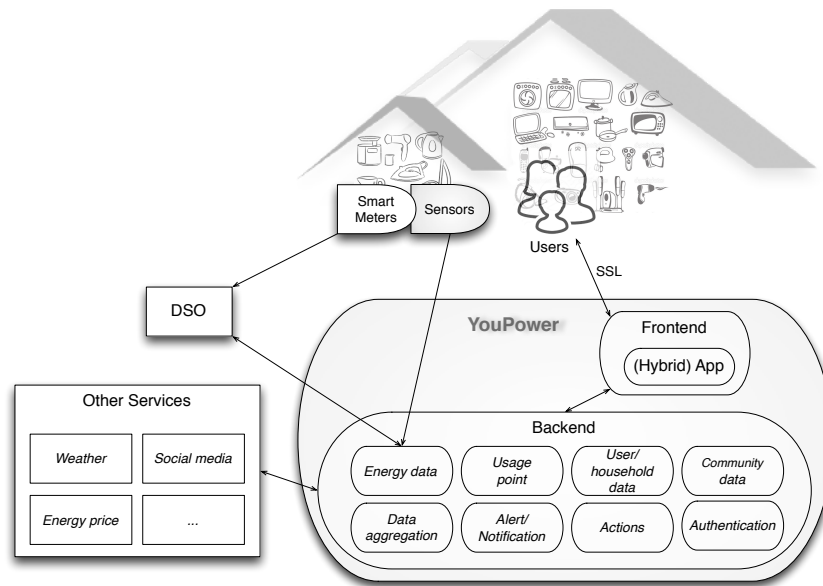 Smart
Meters
Sensors
Users
SSL
DSO
YouPower
Frontend
(Hybrid) App
Other Services
Weather
Social media
Energy price
...
Backend
Energy data
Usage
point
User/
household
data
Community
data
Data
aggregation
Alert/
Notification
Actions
Authentication